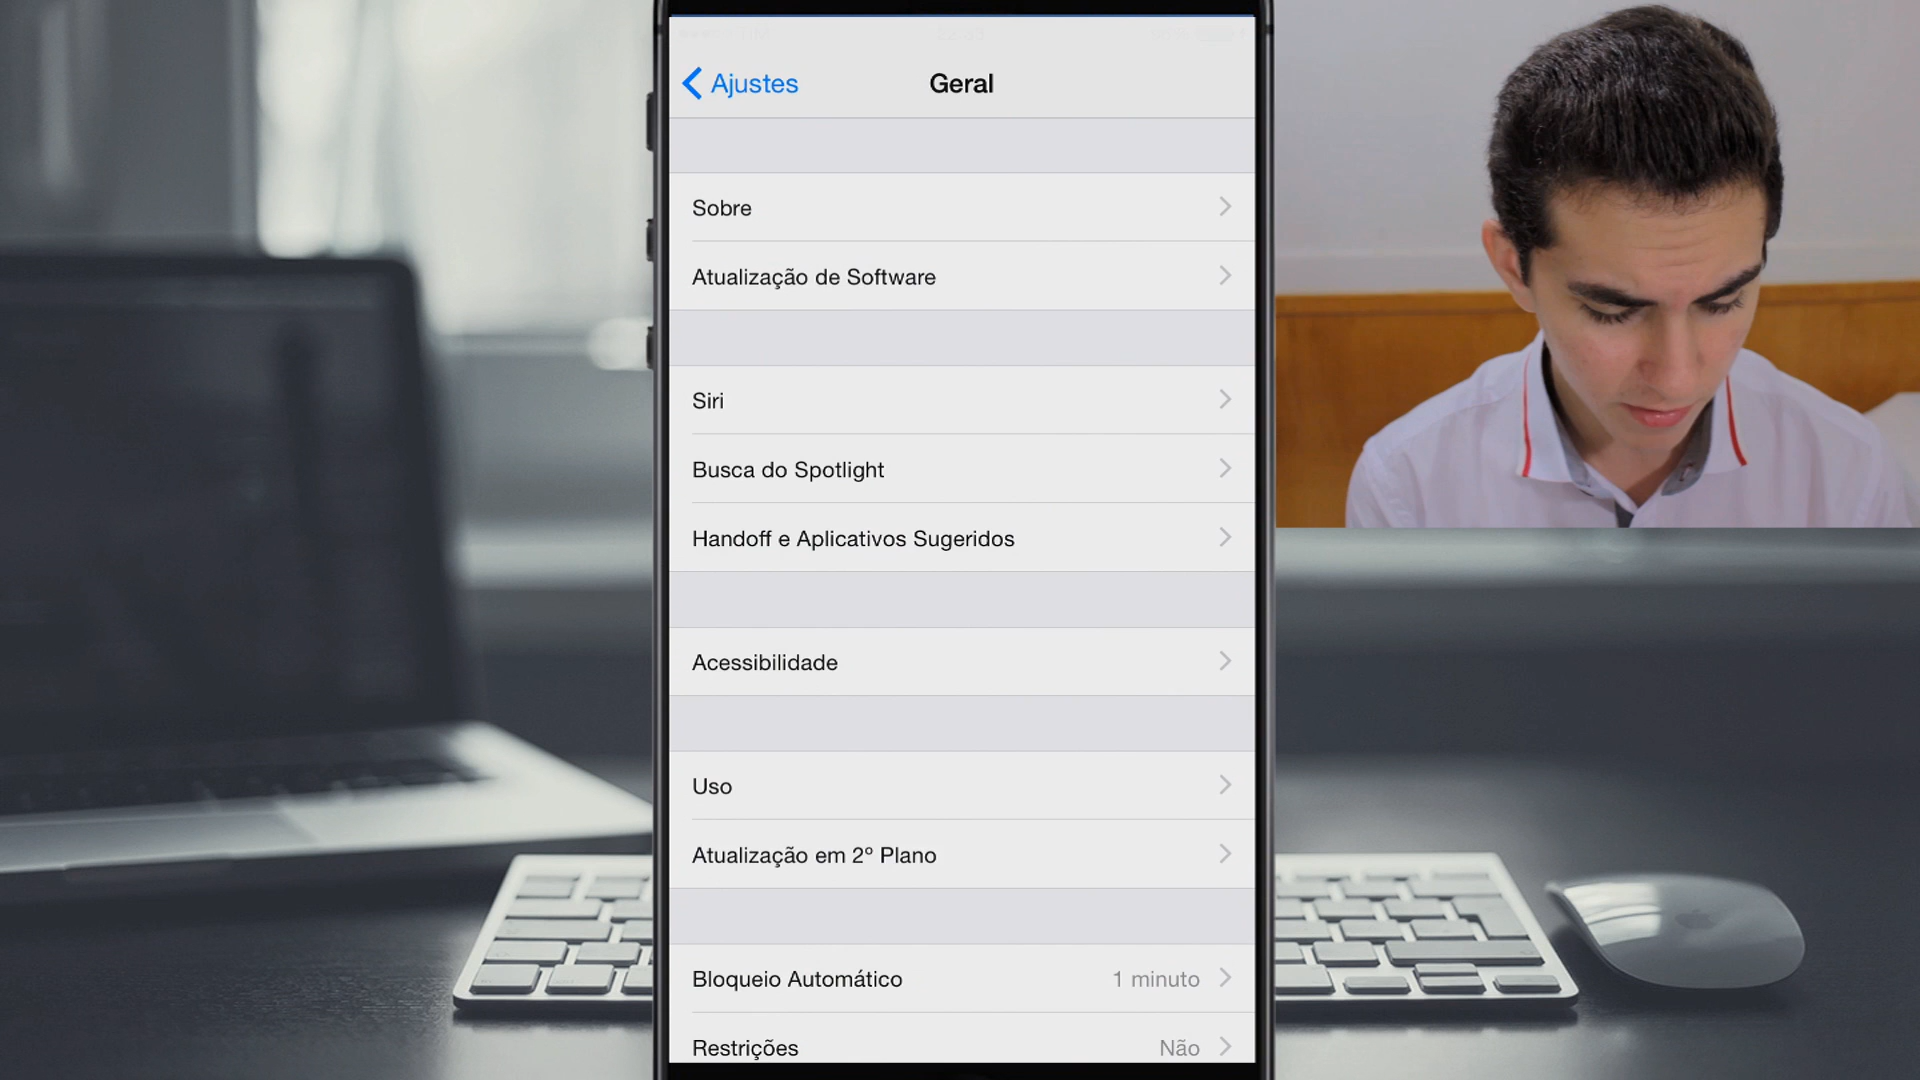 Ajustes
Geral
Sobre
Atualização de Software
Siri
Busca do Spotlight
Handoff e Aplicativos Sugeridos
Acessibilidade
Uso
Atualização em 2º Plano
Bloqueio Automático 1 minuto
Restrições Não